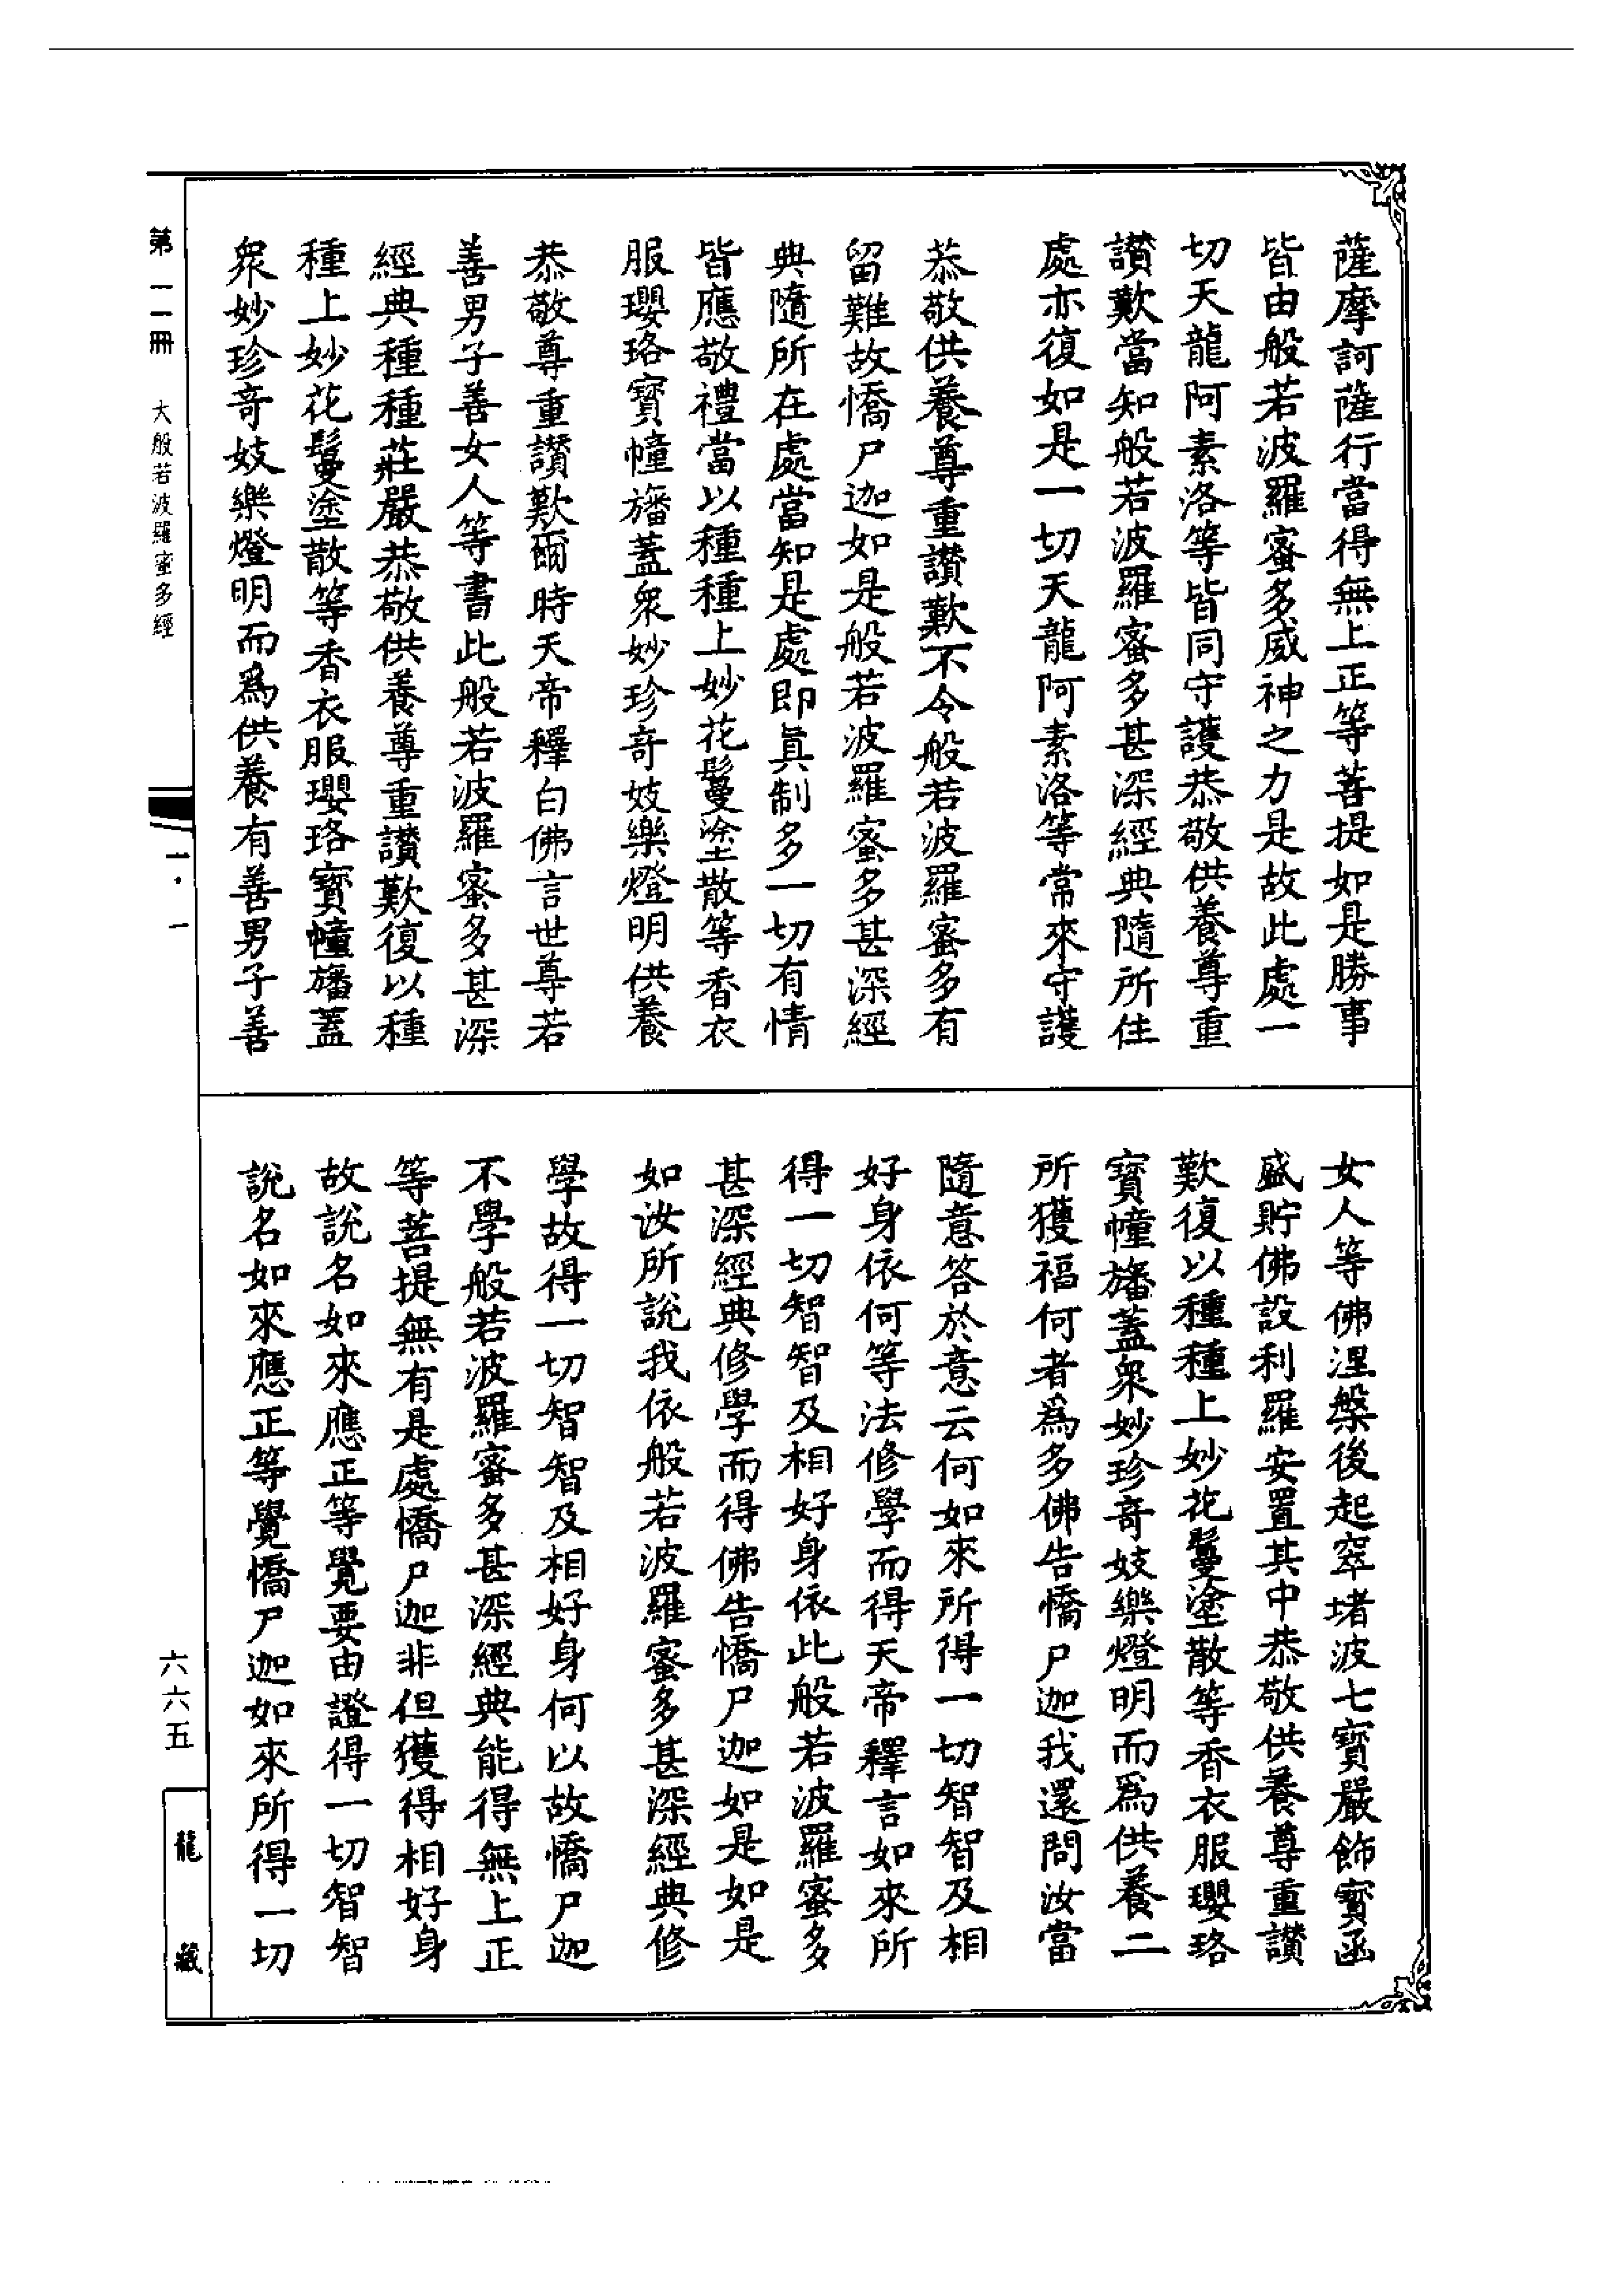 薩摩訶薩行當得無上正等菩提如是勝事
皆由般若波羅蜜多威神之力是故此處一
切天龍阿素洛等皆同守護恭敬供養尊重
讃歎當知般若波羅蜜多甚深經典隨所住
處亦復如是一切天龍阿素洛等常來守護
恭敬供養尊重讃歎不令般若波羅蜜多有
留難故憍尸迦如是般若波羅蜜多甚深經
典隨所在處當知是處即眞制多一切有情
皆應敬禮當以種種上妙花鬘塗散等香衣
服瓔珞寶幢旛蓋衆妙珍奇妓樂燈明供養
恭敬尊重讃歎爾時天帝釋白佛言世尊若
善男子善女人等書此般若波羅蜜多甚深
經典種種莊嚴恭敬供養尊重讃歎復以種
種上妙花鬘塗散等香衣服瓔珞寶幢旛蓋
衆妙珍奇妓樂燈明而爲供養有善男子善
女人等佛涅槃後起窣堵波七寶嚴飾寶函
盛貯佛設利羅安置其中恭敬供養尊重讃
歎復以種種上妙花鬘塗散等香衣服瓔珞
寶幢旛蓋衆妙珍奇妓樂燈明而爲供養二
所獲福何者爲多佛告憍尸迦我還問汝當
隨意答於意云何如來所得一切智智及相
好身依何等法修學而得天帝釋言如來所
得一切智智及相好身依此般若波羅蜜多
甚深經典修學而得佛告憍尸迦如是如是
如汝所說我依般若波羅蜜多甚深經典修
學故得一切智智及相好身何以故憍尸迦
不學般若波羅蜜多甚深經典能得無上正
等菩提無有是處憍尸迦非但獲得相好身
故說名如來應正等覺要由證得一切智智
說名如來應正等覺憍尸迦如來所得一切
第一一冊 大般若波羅蜜多經
一·一
六六五
龍藏